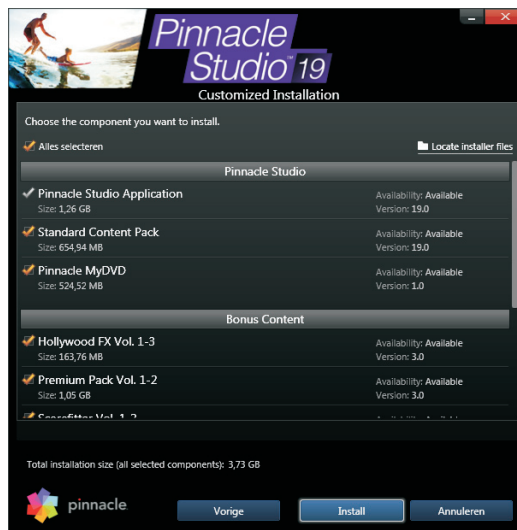 Pinnacle
Studio™ 19
Customized Installation
Choose the component you want to install.
Alles selecteren
Locate installer files
Pinnacle Studio
Pinnacle Studio Application
Availability: Available
Size: 1,26 GB
Version: 19.0
Standard Content Pack
Availability: Available
Size: 654,94 MB
Version: 19.0
Pinnacle MyDVD
Availability: Available
Size: 524,52 MB
Version: 1.0
Bonus Content
Hollywood FX Vol. 1-3
Availability: Available
Size: 163,76 MB
Version: 3.0
Premium Pack Vol. 1-2
Availability: Available
Size: 1,05 GB
Version: 3.0
Scorefitter Vol. 1-2
Total installation size (all selected components): 3,73 GB
pinnacle.
Vorige
Install
Annuleren